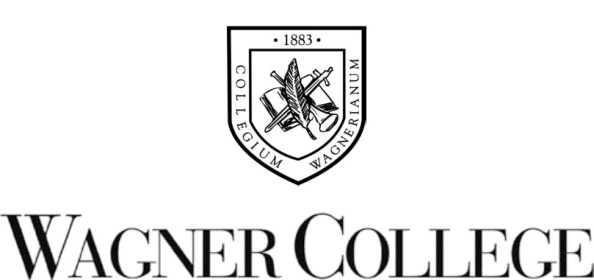 • 1883 •
COLLEGIUM WAGNERIANUM
WAGNER COLLEGE